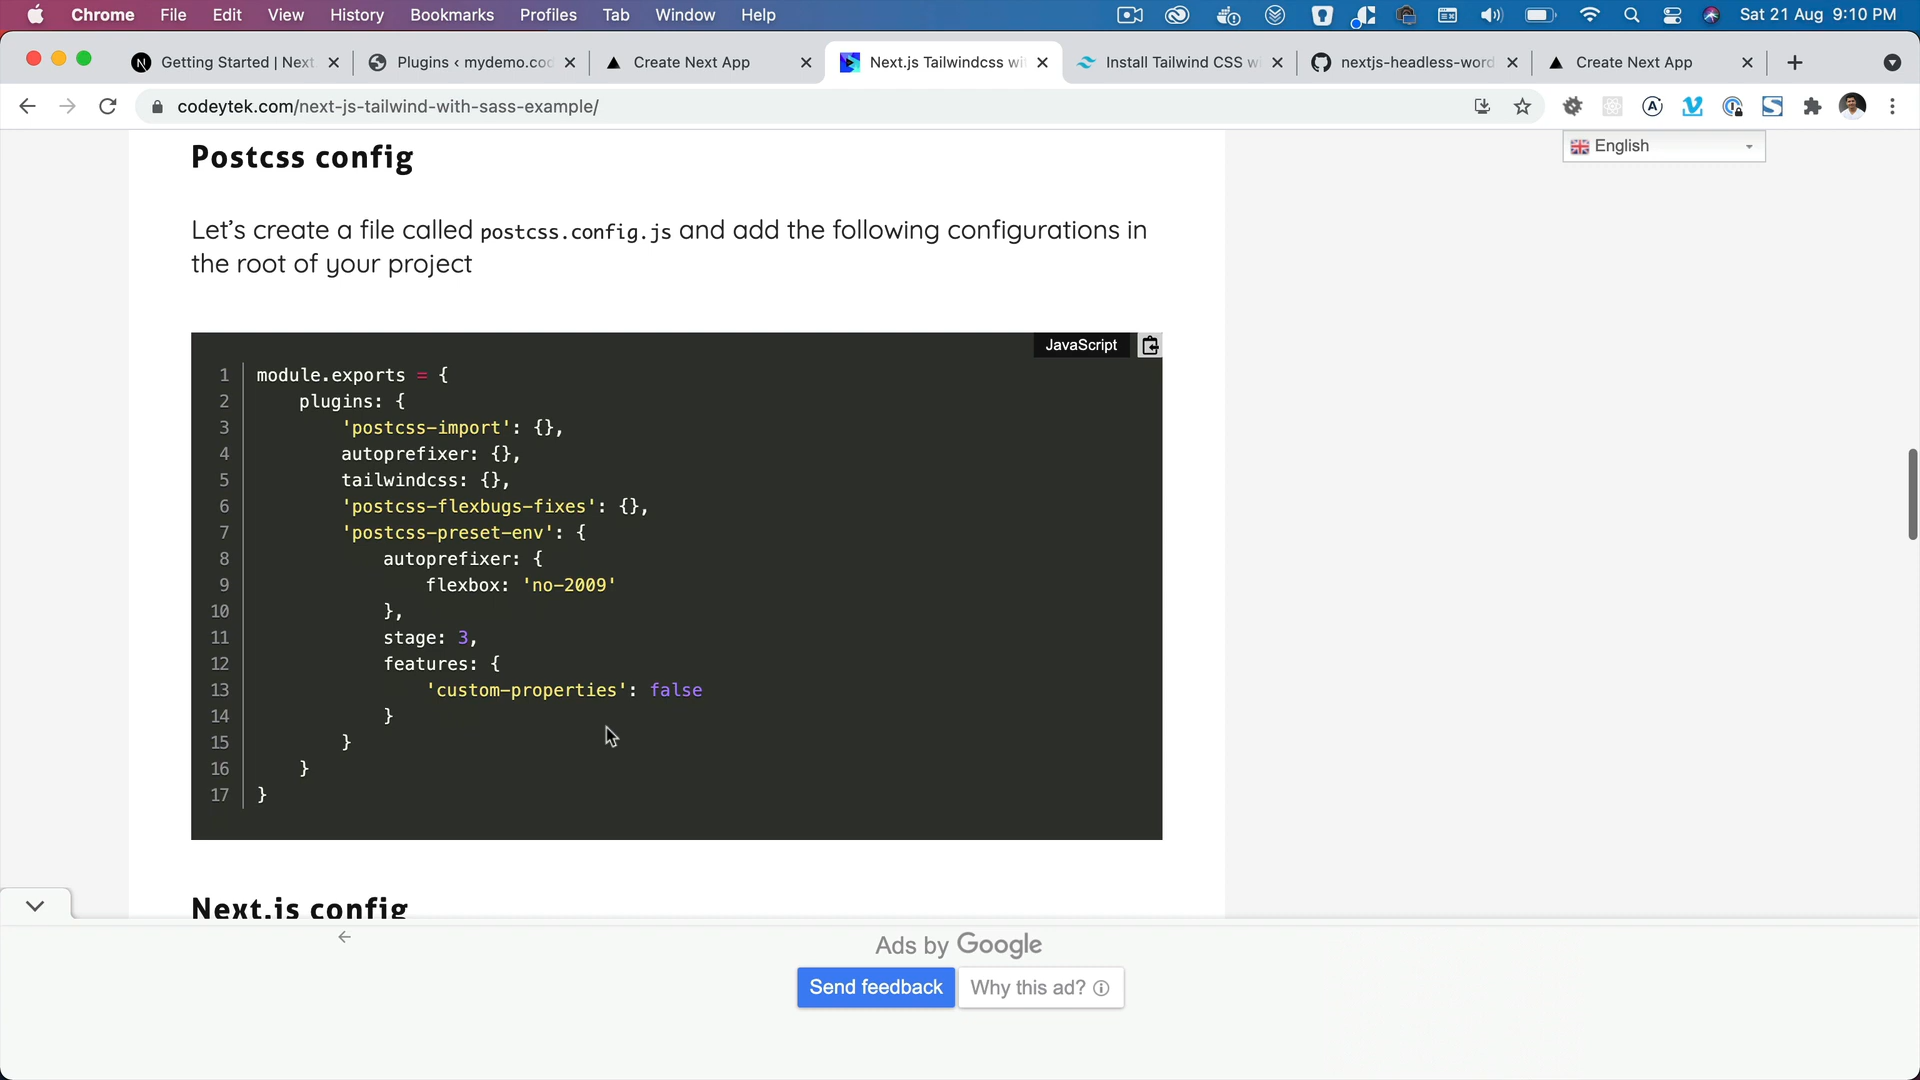 Chrome File Edit View History Bookmarks Profiles Tab Window Help Sat 21 Aug 9:10 PM
Getting Started | Next Plugins ‹ mydemo.coc Create Next App Next.js Tailwindcss wi Install Tailwind CSS w nextjs-headless-word Create Next App
codeytek.com/next-js-tailwind-with-sass-example/
English
Postcss config
Let's create a file called postcss.config.js and add the following configurations in
the root of your project
JavaScript
1 module.exports = {
2 plugins: {
3 'postcss-import': {},
4 autoprefixer: {},
5 tailwindcss: {},
6 'postcss-flexbugs-fixes': {},
7 'postcss-preset-env': {
8 autoprefixer: {
9 flexbox: 'no-2009'
10 },
11 stage: 3,
12 features: {
13 'custom-properties': false
14 }
15 }
16 }
17 }
Next.js config
Ads by Google
Send feedback Why this ad?